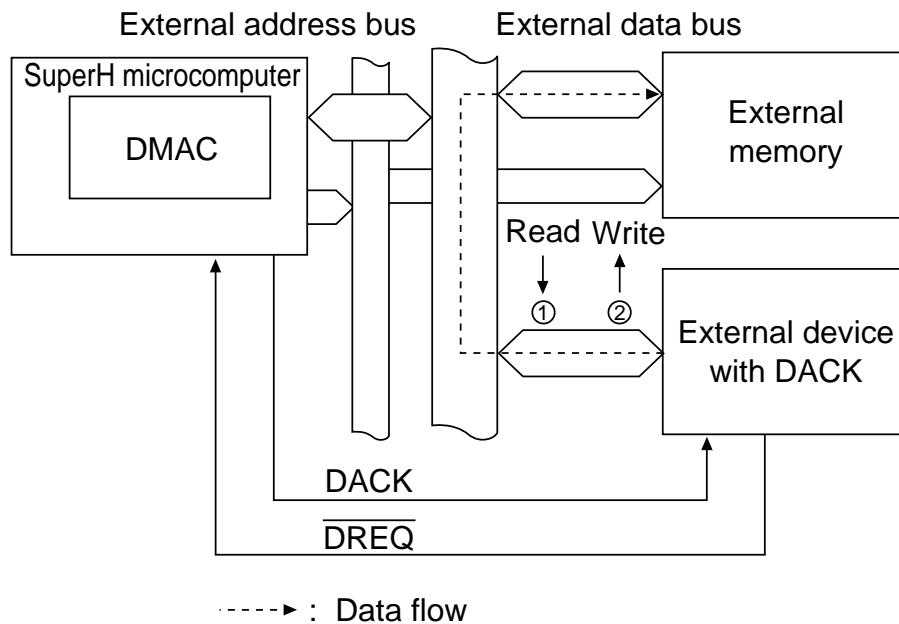 External address bus
External data bus
SuperH microcomputer
DMAC
External
memory
Read
Write
①
②
External device
with DACK
DACK
D̅R̅E̅Q̅
: Data flow